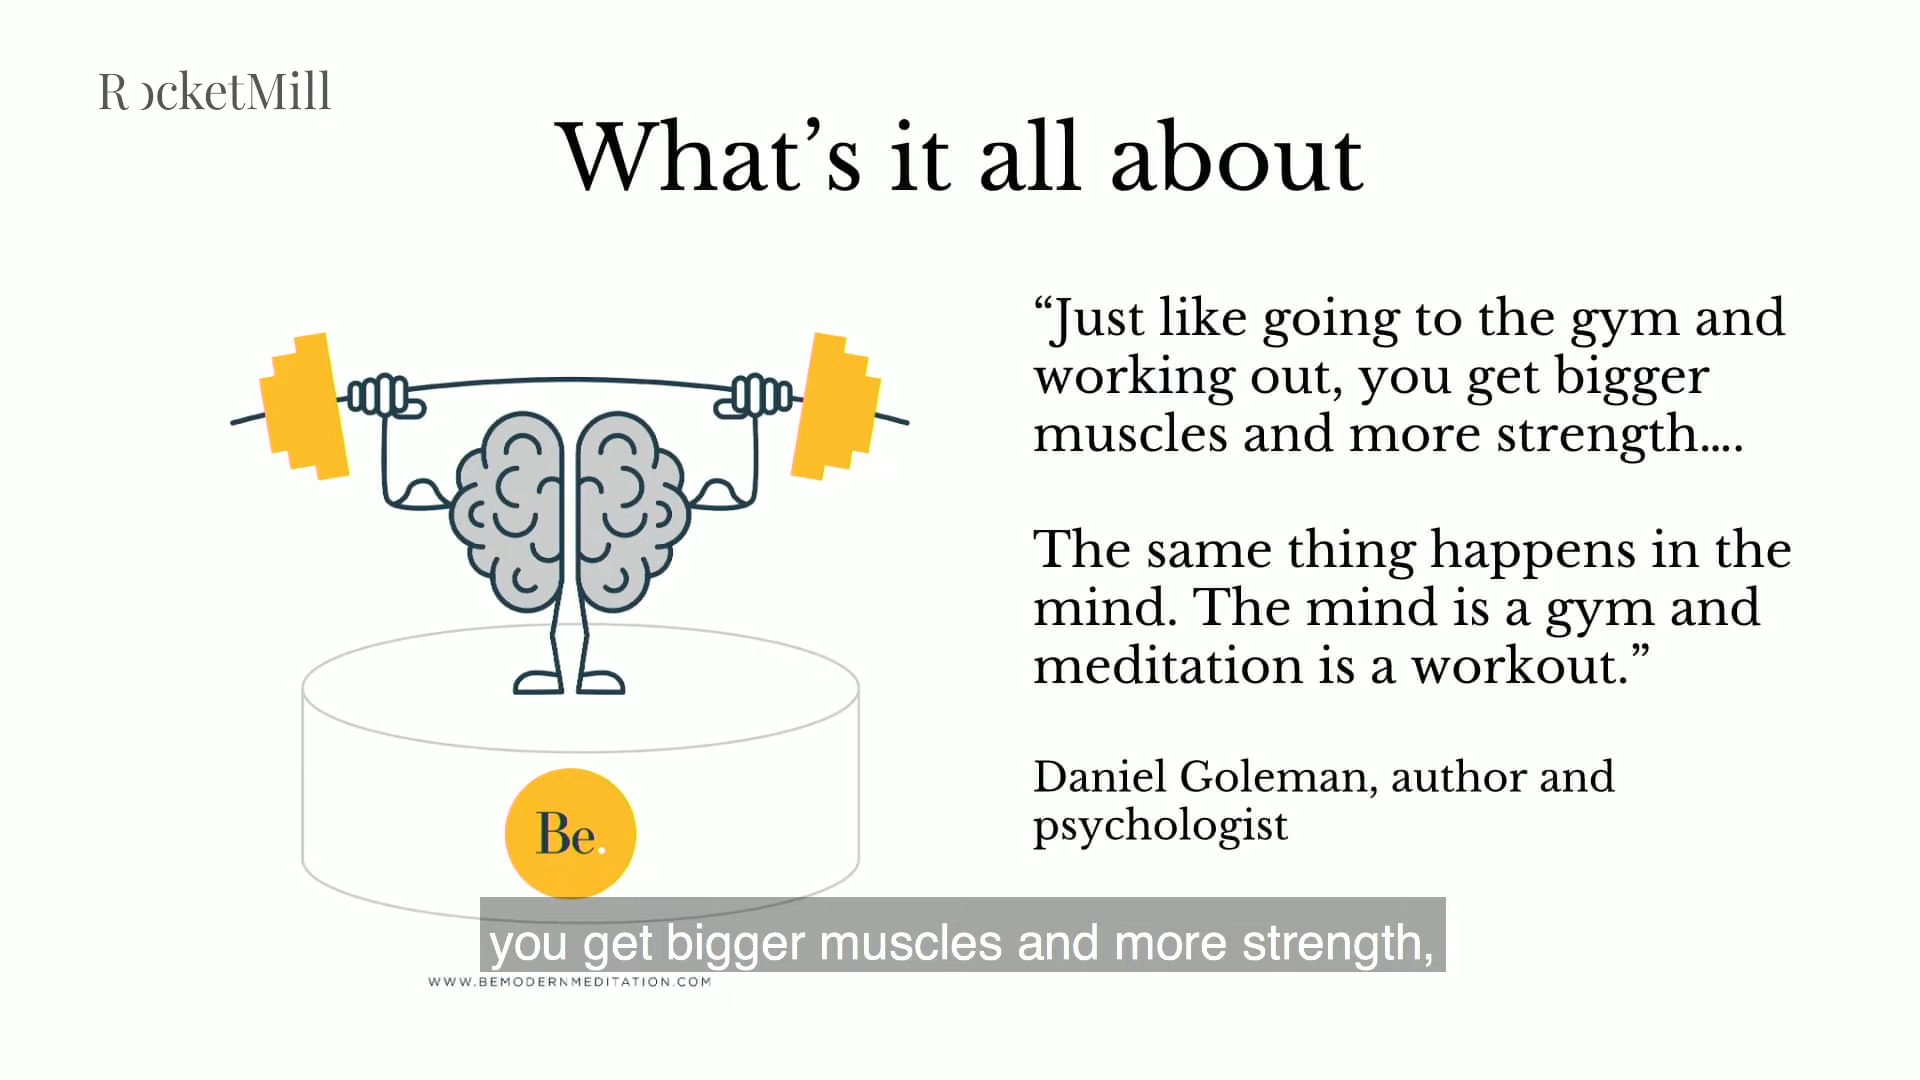 RocketMill
What’s it all about
“Just like going to the gym and
working out, you get bigger
muscles and more strength....
The same thing happens in the
mind. The mind is a gym and
meditation is a workout.”
Daniel Goleman, author and
psychologist
Be.
you get bigger muscles and more strength,
WWW.BEMODERNMEDITATION.COM